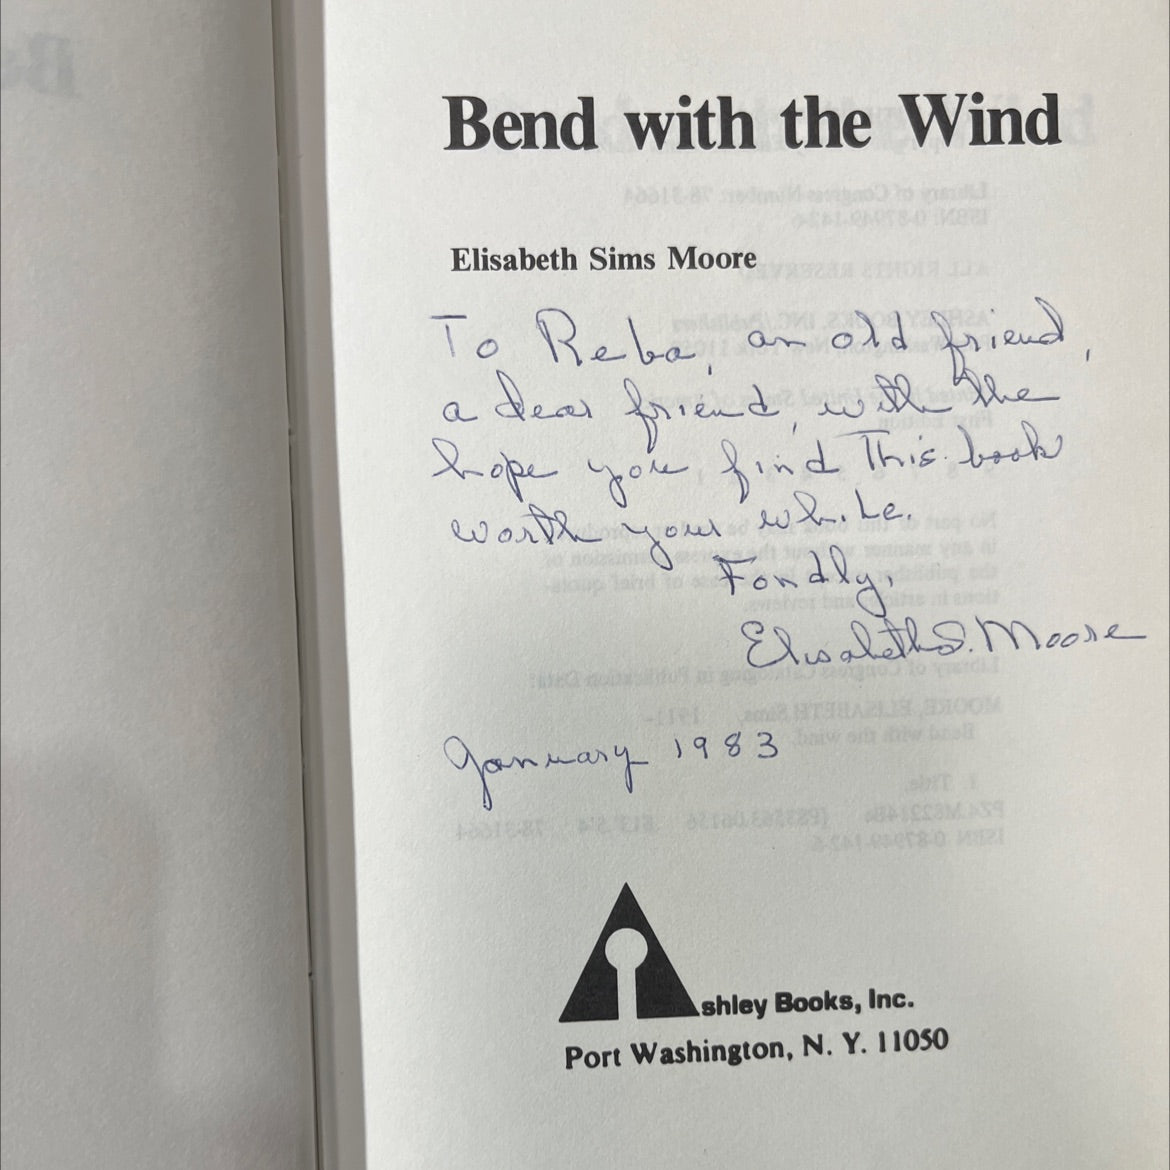 Bend with the Wind
Elisabeth Sims Moore
To Reba, an old friend,
a dear friend, with the
hope you find This book
worth your while.
Fondly,
Elisabeth S. Moore
January 1983
Ashley Books, Inc.
Port Washington, N. Y. 11050